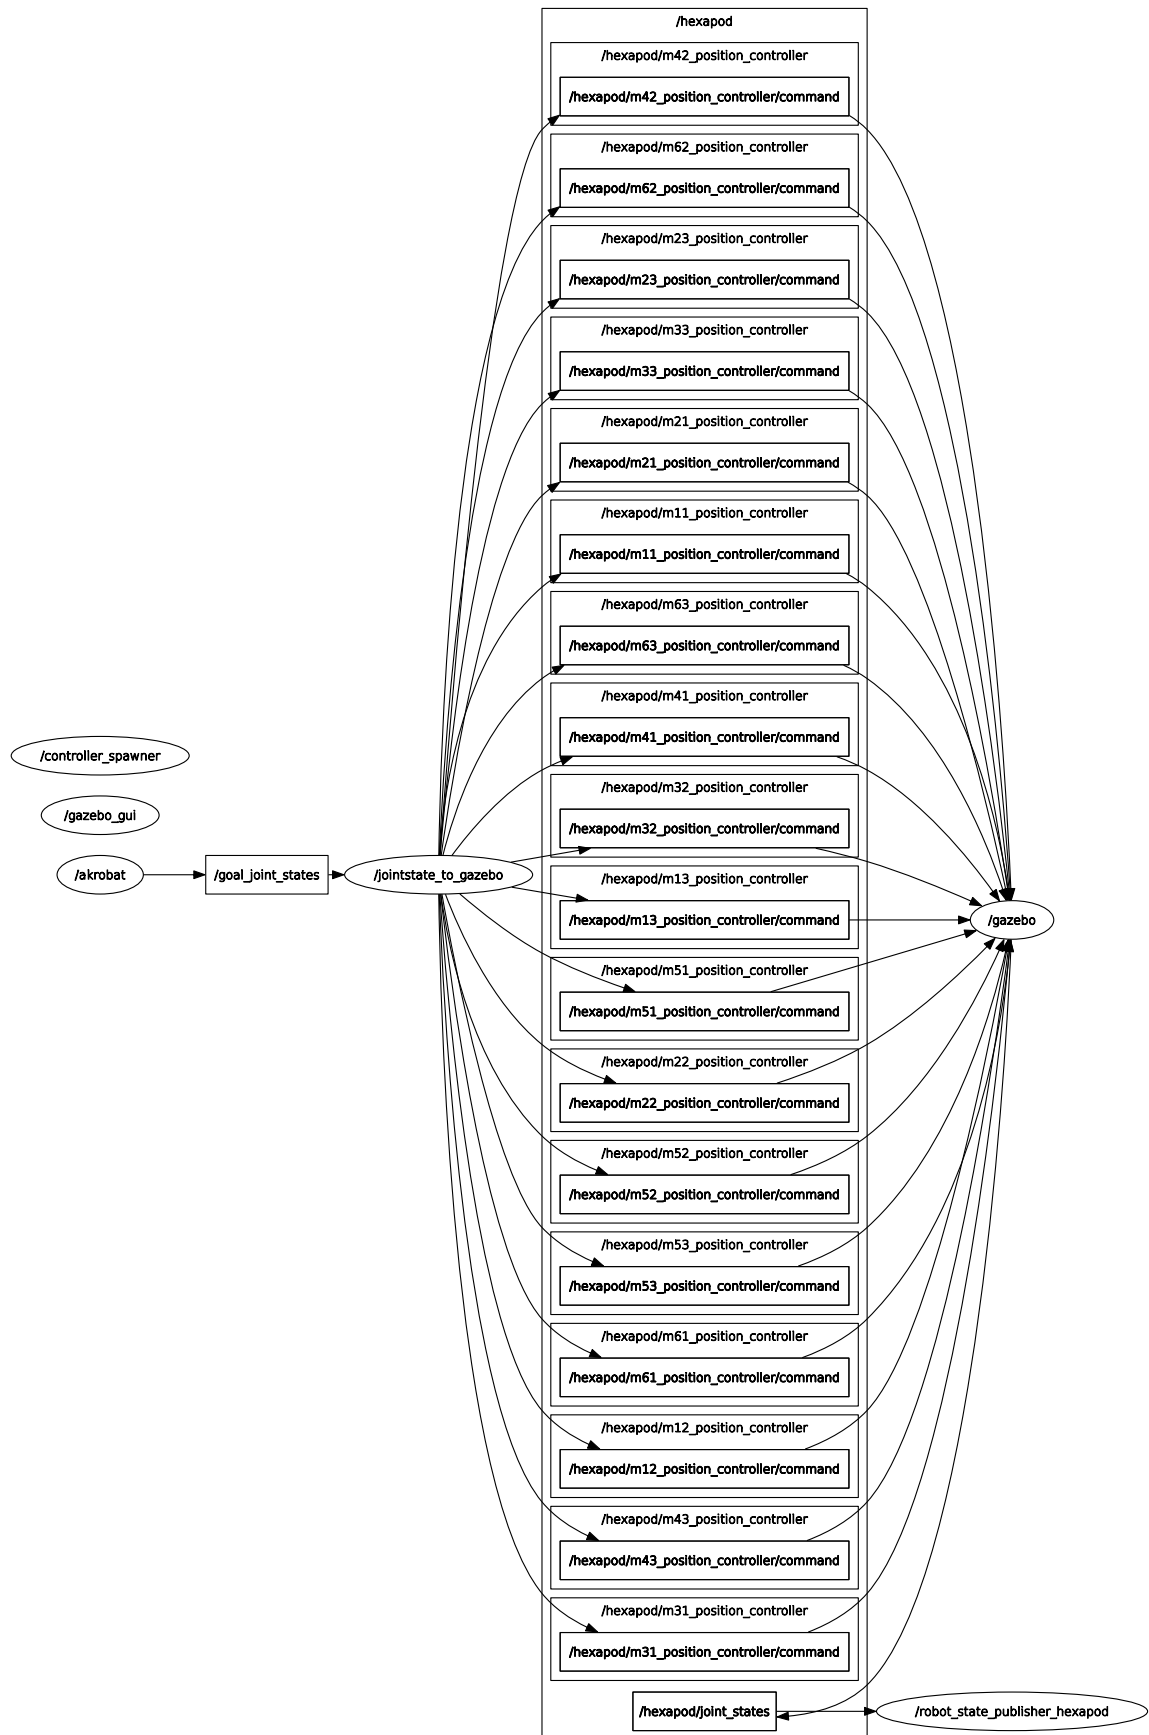 /hexapod
/hexapod/m42_position_controller
/hexapod/m42_position_controller/command
/hexapod/m62_position_controller
/hexapod/m62_position_controller/command
/hexapod/m23_position_controller
/hexapod/m23_position_controller/command
/hexapod/m33_position_controller
/hexapod/m33_position_controller/command
/hexapod/m21_position_controller
/hexapod/m21_position_controller/command
/hexapod/m11_position_controller
/hexapod/m11_position_controller/command
/hexapod/m63_position_controller
/hexapod/m63_position_controller/command
/hexapod/m41_position_controller
/hexapod/m41_position_controller/command
/controller_spawner
/hexapod/m32_position_controller
/gazebo_gui
/hexapod/m32_position_controller/command
/akrobat
/goal_joint_states
/jointstate_to_gazebo
/hexapod/m13_position_controller
/hexapod/m13_position_controller/command
/gazebo
/hexapod/m51_position_controller
/hexapod/m51_position_controller/command
/hexapod/m22_position_controller
/hexapod/m22_position_controller/command
/hexapod/m52_position_controller
/hexapod/m52_position_controller/command
/hexapod/m53_position_controller
/hexapod/m53_position_controller/command
/hexapod/m61_position_controller
/hexapod/m61_position_controller/command
/hexapod/m12_position_controller
/hexapod/m12_position_controller/command
/hexapod/m43_position_controller
/hexapod/m43_position_controller/command
/hexapod/m31_position_controller
/hexapod/m31_position_controller/command
/hexapod/joint_states
/robot_state_publisher_hexapod